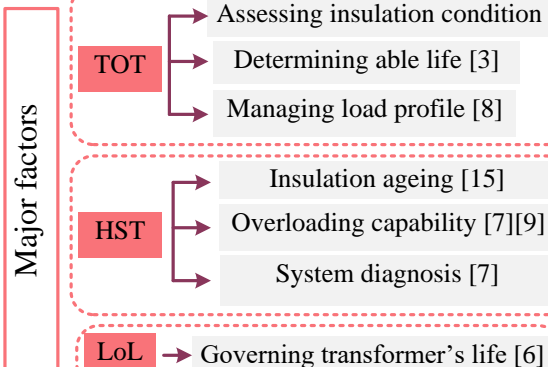 Major factors
TOT
Assessing insulation condition
Determining able life [3]
Managing load profile [8]
HST
Insulation ageing [15]
Overloading capability [7][9]
System diagnosis [7]
LoL
Governing transformer's life [6]